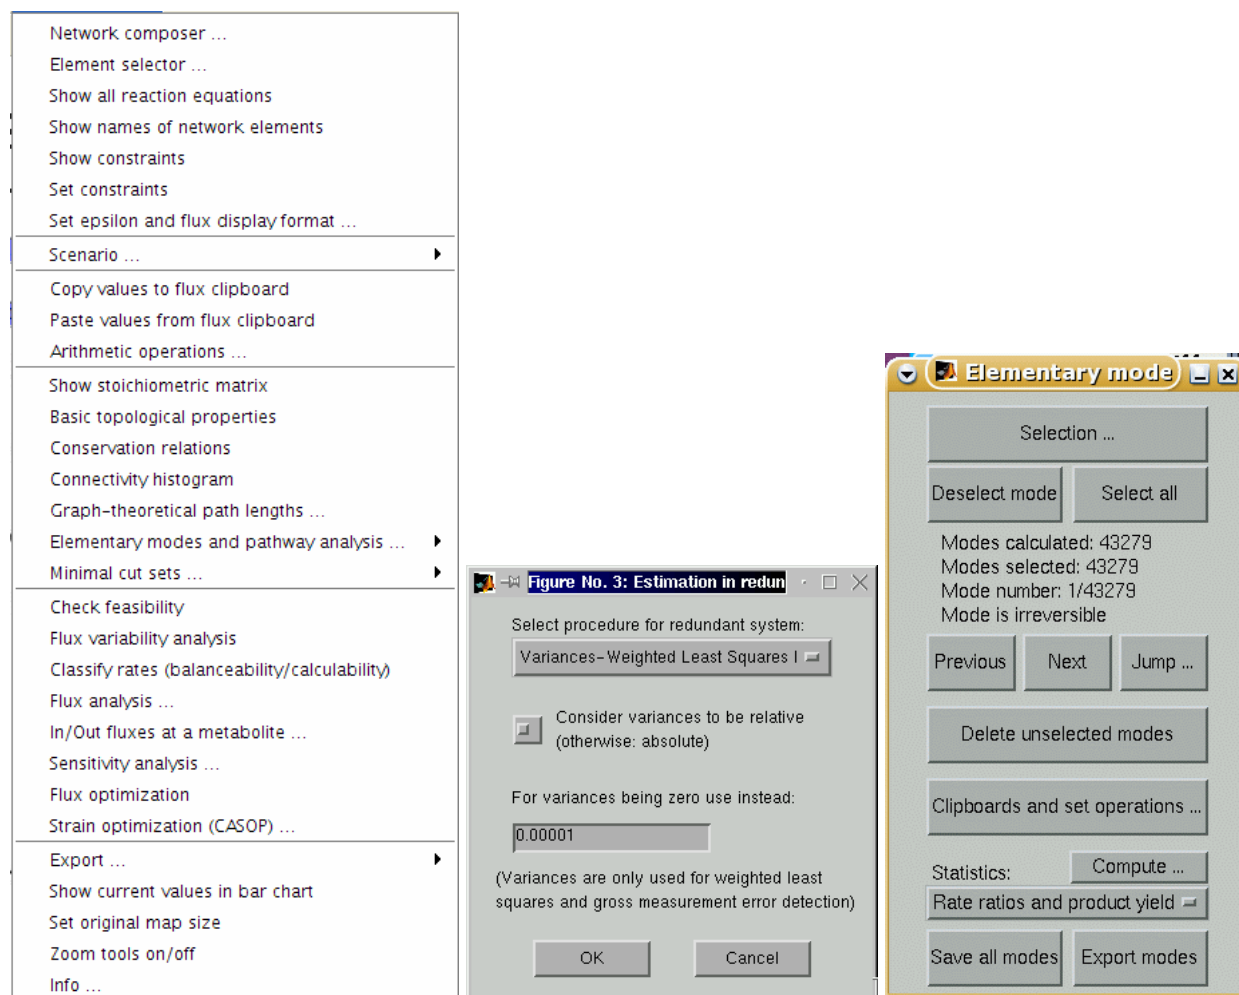 Network composer ...
Element selector ...
Show all reaction equations
Show names of network elements
Show constraints
Set constraints
Set epsilon and flux display format ...
Scenario ...
Copy values to flux clipboard
Paste values from flux clipboard
Arithmetic operations ...
Show stoichiometric matrix
Basic topological properties
Conservation relations
Connectivity histogram
Graph-theoretical path lengths ...
Elementary modes and pathway analysis ...
Minimal cut sets ...
Check feasibility
Flux variability analysis
Classify rates (balanceability/calculability)
Flux analysis ...
In/Out fluxes at a metabolite ...
Sensitivity analysis ...
Flux optimization
Strain optimization (CASOP) ...
Export ...
Show current values in bar chart
Set original map size
Zoom tools on/off
Info ...
Figure No. 3: Estimation in redun
Select procedure for redundant system:
Variances-Weighted Least Squares I
Consider variances to be relative
(otherwise: absolute)
For variances being zero use instead:
0.00001
(Variances are only used for weighted least
squares and gross measurement error detection)
OK Cancel
Elementary mode
Selection ...
Deselect mode Select all
Modes calculated: 43279
Modes selected: 43279
Mode number: 1/43279
Mode is irreversible
Previous Next Jump ...
Delete unselected modes
Clipboards and set operations ...
Statistics: Compute ...
Rate ratios and product yield
Save all modes Export modes